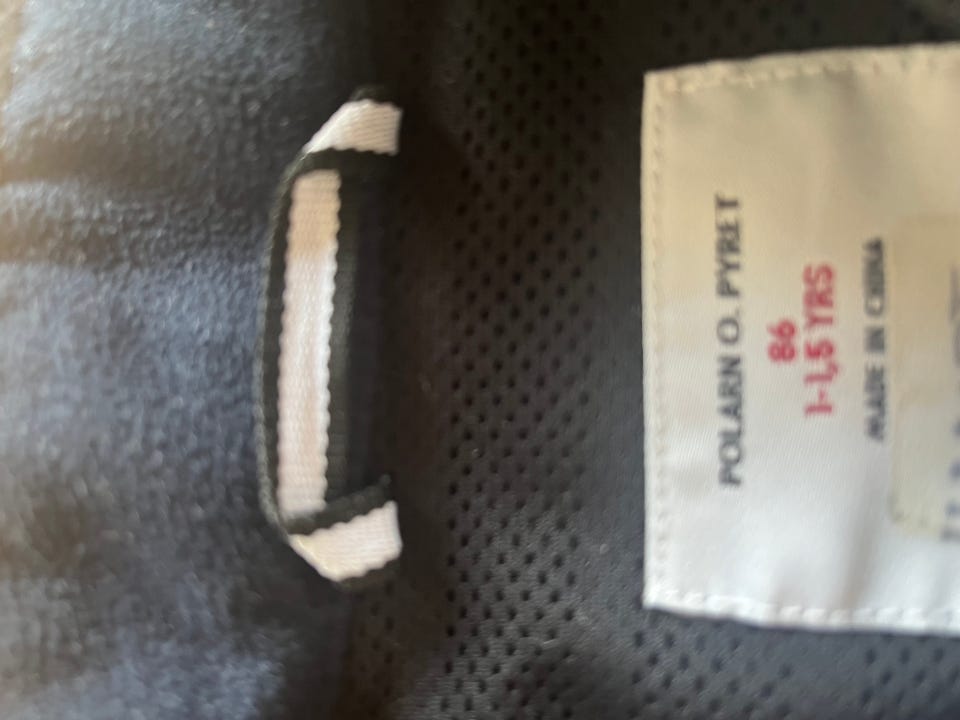 POLARN O. PYRET
86
1-1,5 YRS
MADE IN CHINA